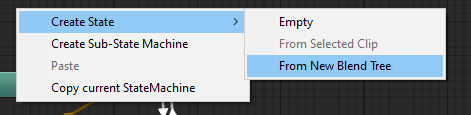 Create State
Create Sub-State Machine
Paste
Copy current StateMachine
Empty
From Selected Clip
From New Blend Tree